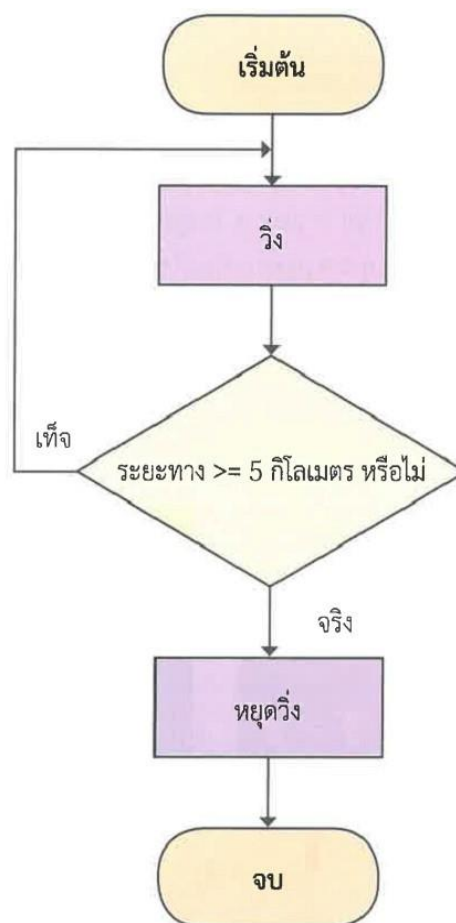 เริ่มต้น
วิ่ง
ระยะทาง >= 5 กิโลเมตร หรือไม่
เท็จ
จริง
หยุดวิ่ง
จบ